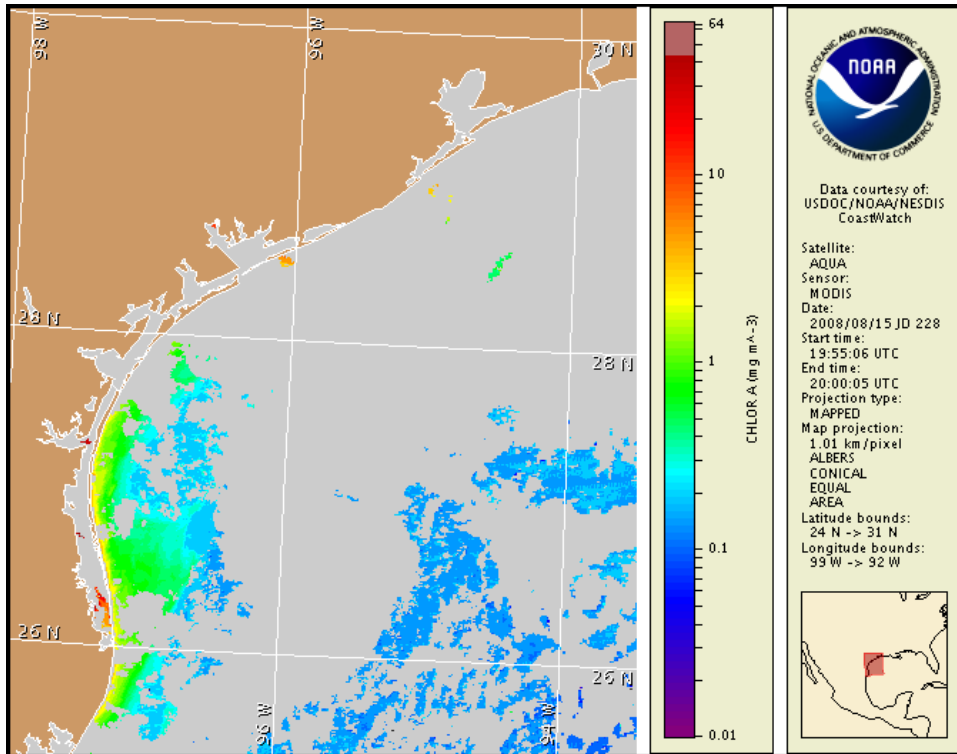 98 W
96 W
30 N
28 N
28 N
26 N
26 N
96 W
94 W
64
10
1
0.1
0.01
CHLOR A (mg m^-3)
NATIONAL OCEANIC AND ATMOSPHERIC ADMINISTRATION
NOAA
U.S. DEPARTMENT OF COMMERCE
Data courtesy of:
USDOC/NOAA/NESDIS
CoastWatch
Satellite:
AQUA
Sensor:
MODIS
Date:
2008/08/15 JD 228
Start time:
19:55:06 UTC
End time:
20:00:05 UTC
Projection type:
MAPPED
Map projection:
1.01 km/pixel
ALBERS
CONICAL
EQUAL
AREA
Latitude bounds:
24 N -> 31 N
Longitude bounds:
99 W -> 92 W